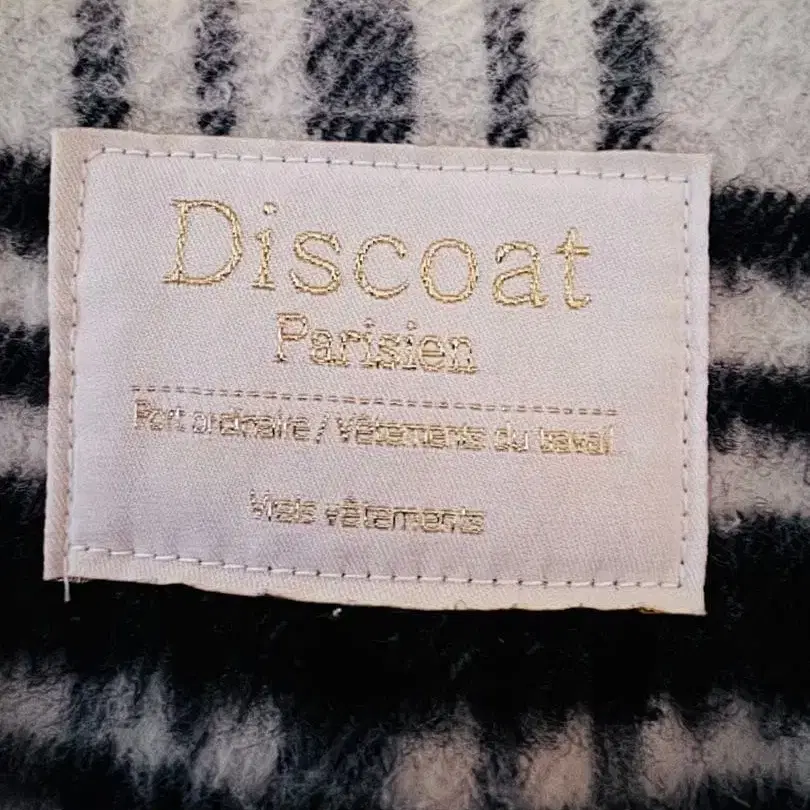 Discoat
Parisien
Port ordinaire / Vêtements du travail
Vrais vêtements